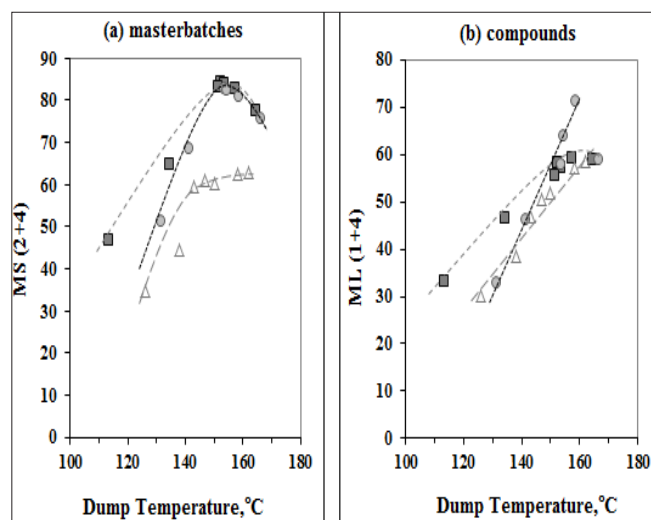 (a) masterbatches
MS (2+4)
90
80
70
60
50
40
30
20
10
0
100 120 140 160 180
Dump Temperature,°C
(b) compounds
ML (1+4)
80
70
60
50
40
30
20
10
0
100 120 140 160 180
Dump Temperature,°C